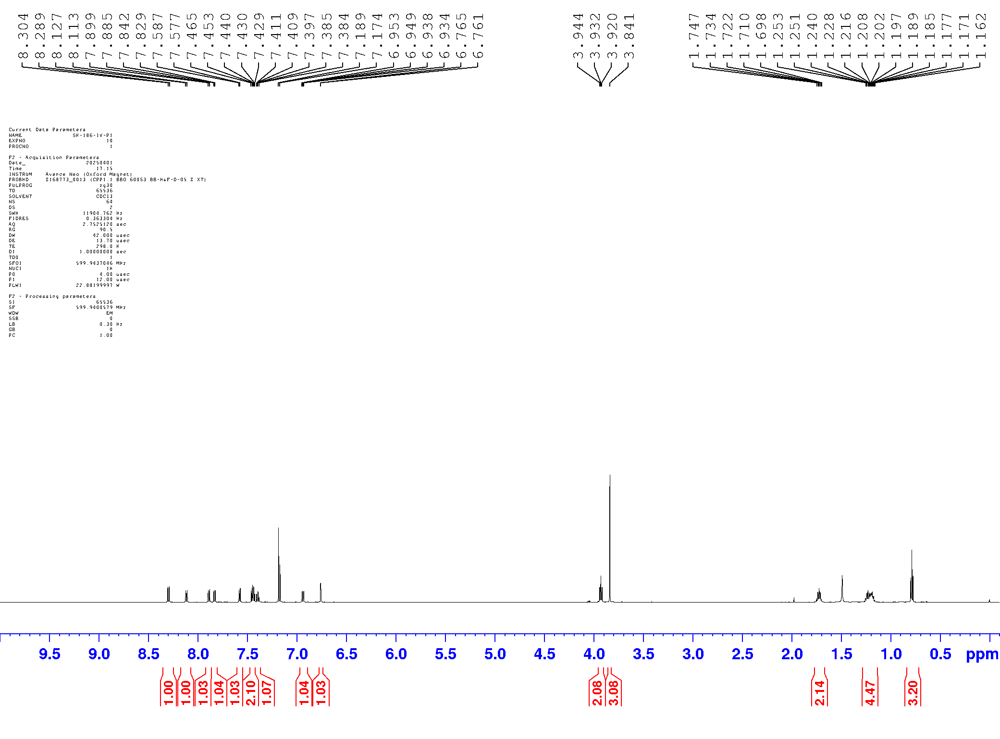 8.304 8.289 8.127 8.113 7.899 7.885 7.842 7.829 7.587 7.577 7.465 7.453 7.440 7.430 7.429 7.411 7.409 7.397 7.385 7.384 7.189 7.174 6.953 6.949 6.938 6.934 6.765 6.761 3.944 3.932 3.920 3.841 1.747 1.734 1.722 1.710 1.698 1.253 1.251 1.240 1.228 1.216 1.208 1.202 1.197 1.189 1.185 1.177 1.171 1.162
Current Data Parameters
NAME SK-186-IV-P1
EXPNO 10
PROCNO 1
F2 - Acquisition Parameters
Date_ 20250401
Time 17.15
INSTRUM Avance Neo (Oxford Magnet)
PROBHD Z168773_0013 (CPP1.1 BBO 600S3 BB-H&F-D-05 Z XT)
PULPROG zg30
TD 65536
SOLVENT CDCl3
NS 64
DS 2
SWH 11904.762 Hz
FIDRES 0.363304 Hz
AQ 2.7525120 sec
RG 90.5
DW 42.000 usec
DE 13.70 usec
TE 298.0 K
D1 1.00000000 sec
TD0 1
SFO1 599.9437046 MHz
NUC1 1H
P0 4.00 usec
P1 12.00 usec
PLW1 22.88199997 W
F2 - Processing parameters
SI 65536
SF 599.9400579 MHz
WDW EM
SSB 0
LB 0.30 Hz
GB 0
PC 1.00
9.5 9.0 8.5 8.0 7.5 7.0 6.5 6.0 5.5 5.0 4.5 4.0 3.5 3.0 2.5 2.0 1.5 1.0 0.5 ppm
1.00 1.00 1.03 1.04 1.03 2.10 1.07 1.04 1.03 2.08 3.08 2.14 4.47 3.20